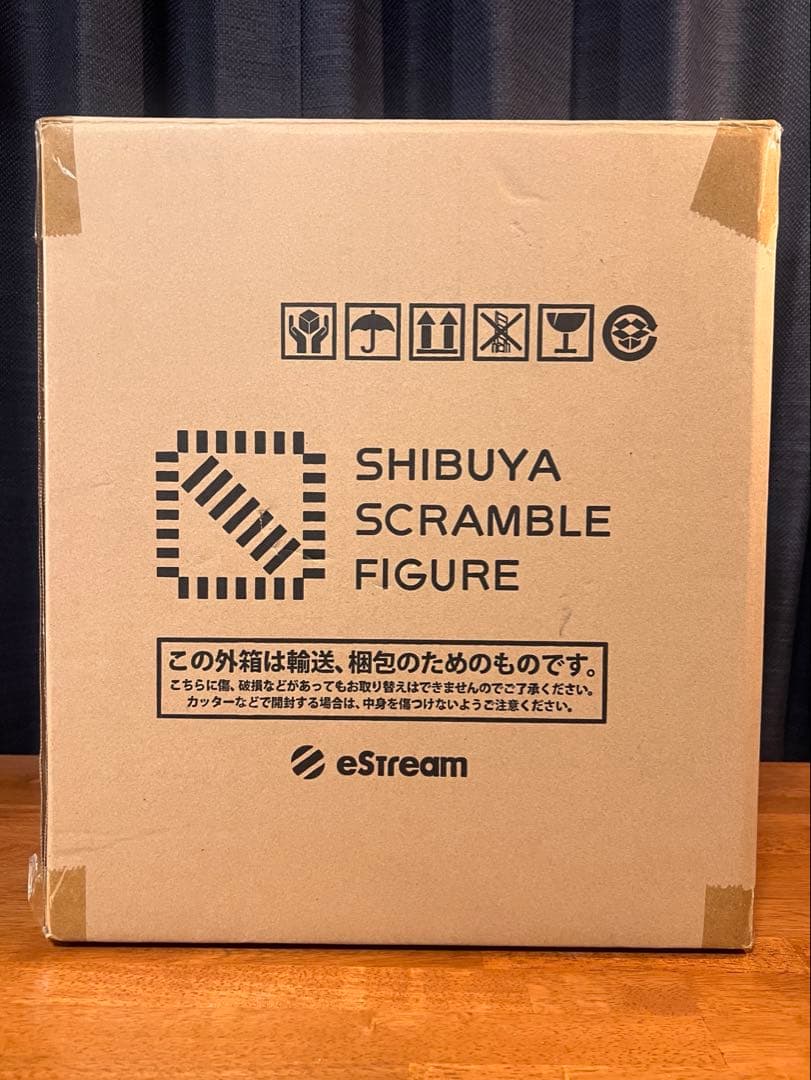 SHIBUYA
SCRAMBLE
FIGURE
この外箱は輸送、梱包のためのものです。
こちらに傷、破損などがあってもお取り替えはできませんのでご了承ください。
カッターなどで開封する場合は、中身を傷つけないようご注意ください。
eStream